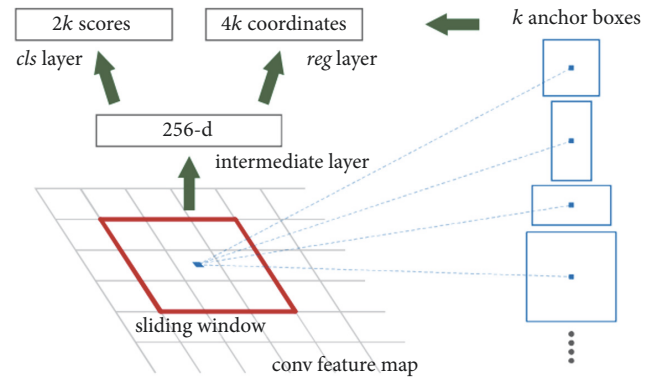 2k scores
4k coordinates
k anchor boxes
cls layer
reg layer
256-d
intermediate layer
sliding window
conv feature map